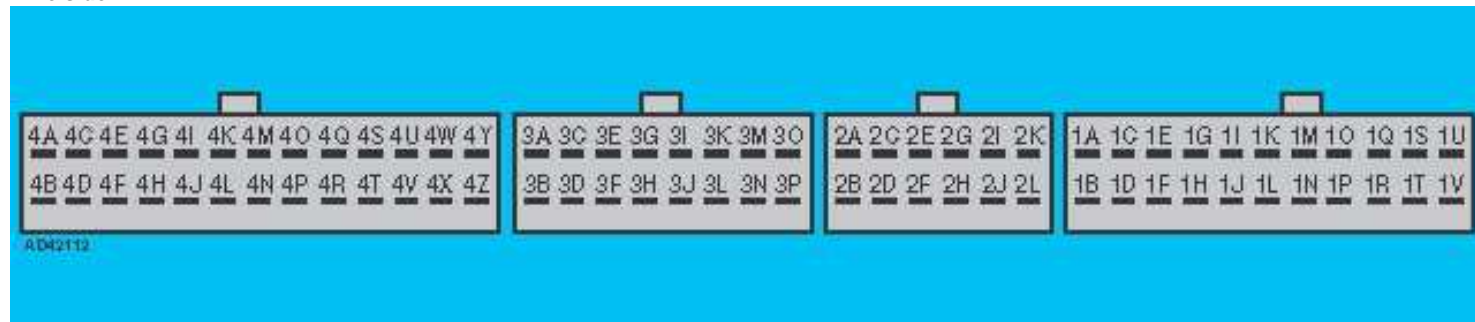 4A 4C 4E 4G 4I 4K 4M 4O 4Q 4S 4U 4W 4Y 3A 3C 3E 3G 3I 3K 3M 3O 2A 2C 2E 2G 2I 2K 1A 1C 1E 1G 1I 1K 1M 1O 1Q 1S 1U
4B 4D 4F 4H 4J 4L 4N 4P 4R 4T 4V 4X 4Z 3B 3D 3F 3H 3J 3L 3N 3P 2B 2D 2F 2H 2J 2L 1B 1D 1F 1H 1J 1L 1N 1P 1R 1T 1V
AD42112